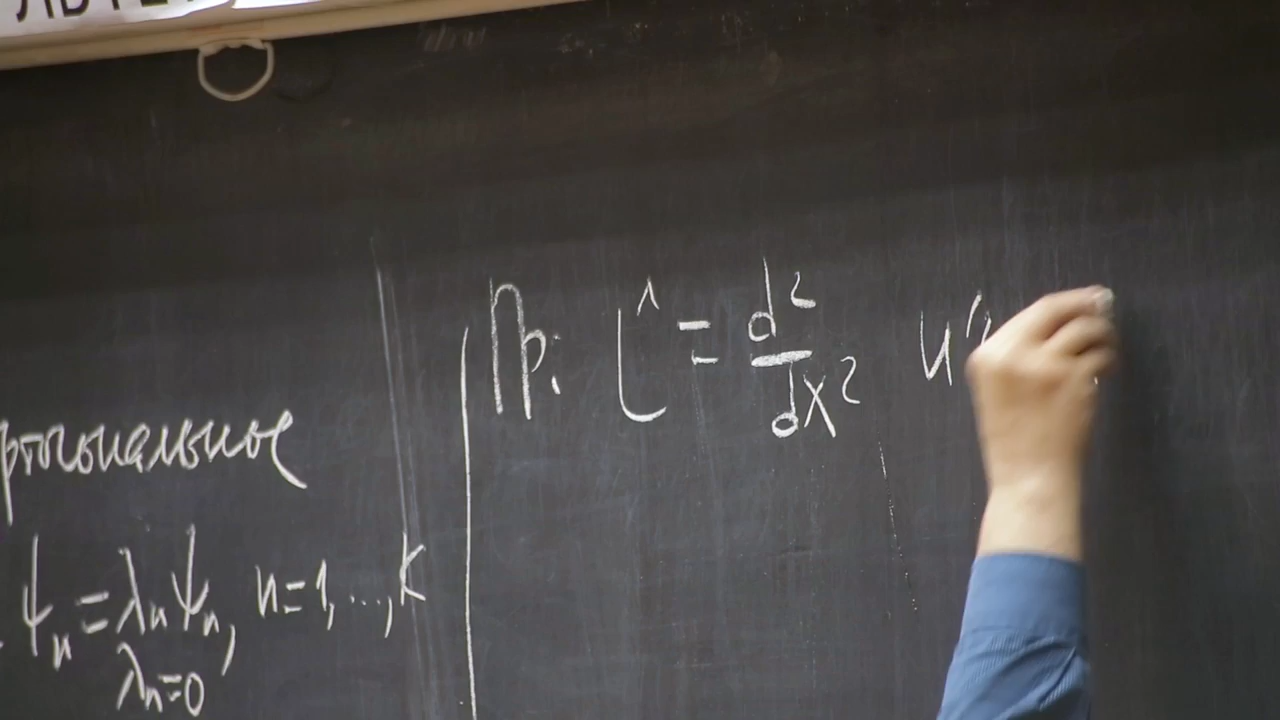 Пр: L̂ = d²/dx² u″
ртогональные
ψₙ = λₙψₙ, n=1,...,k
λₙ=0